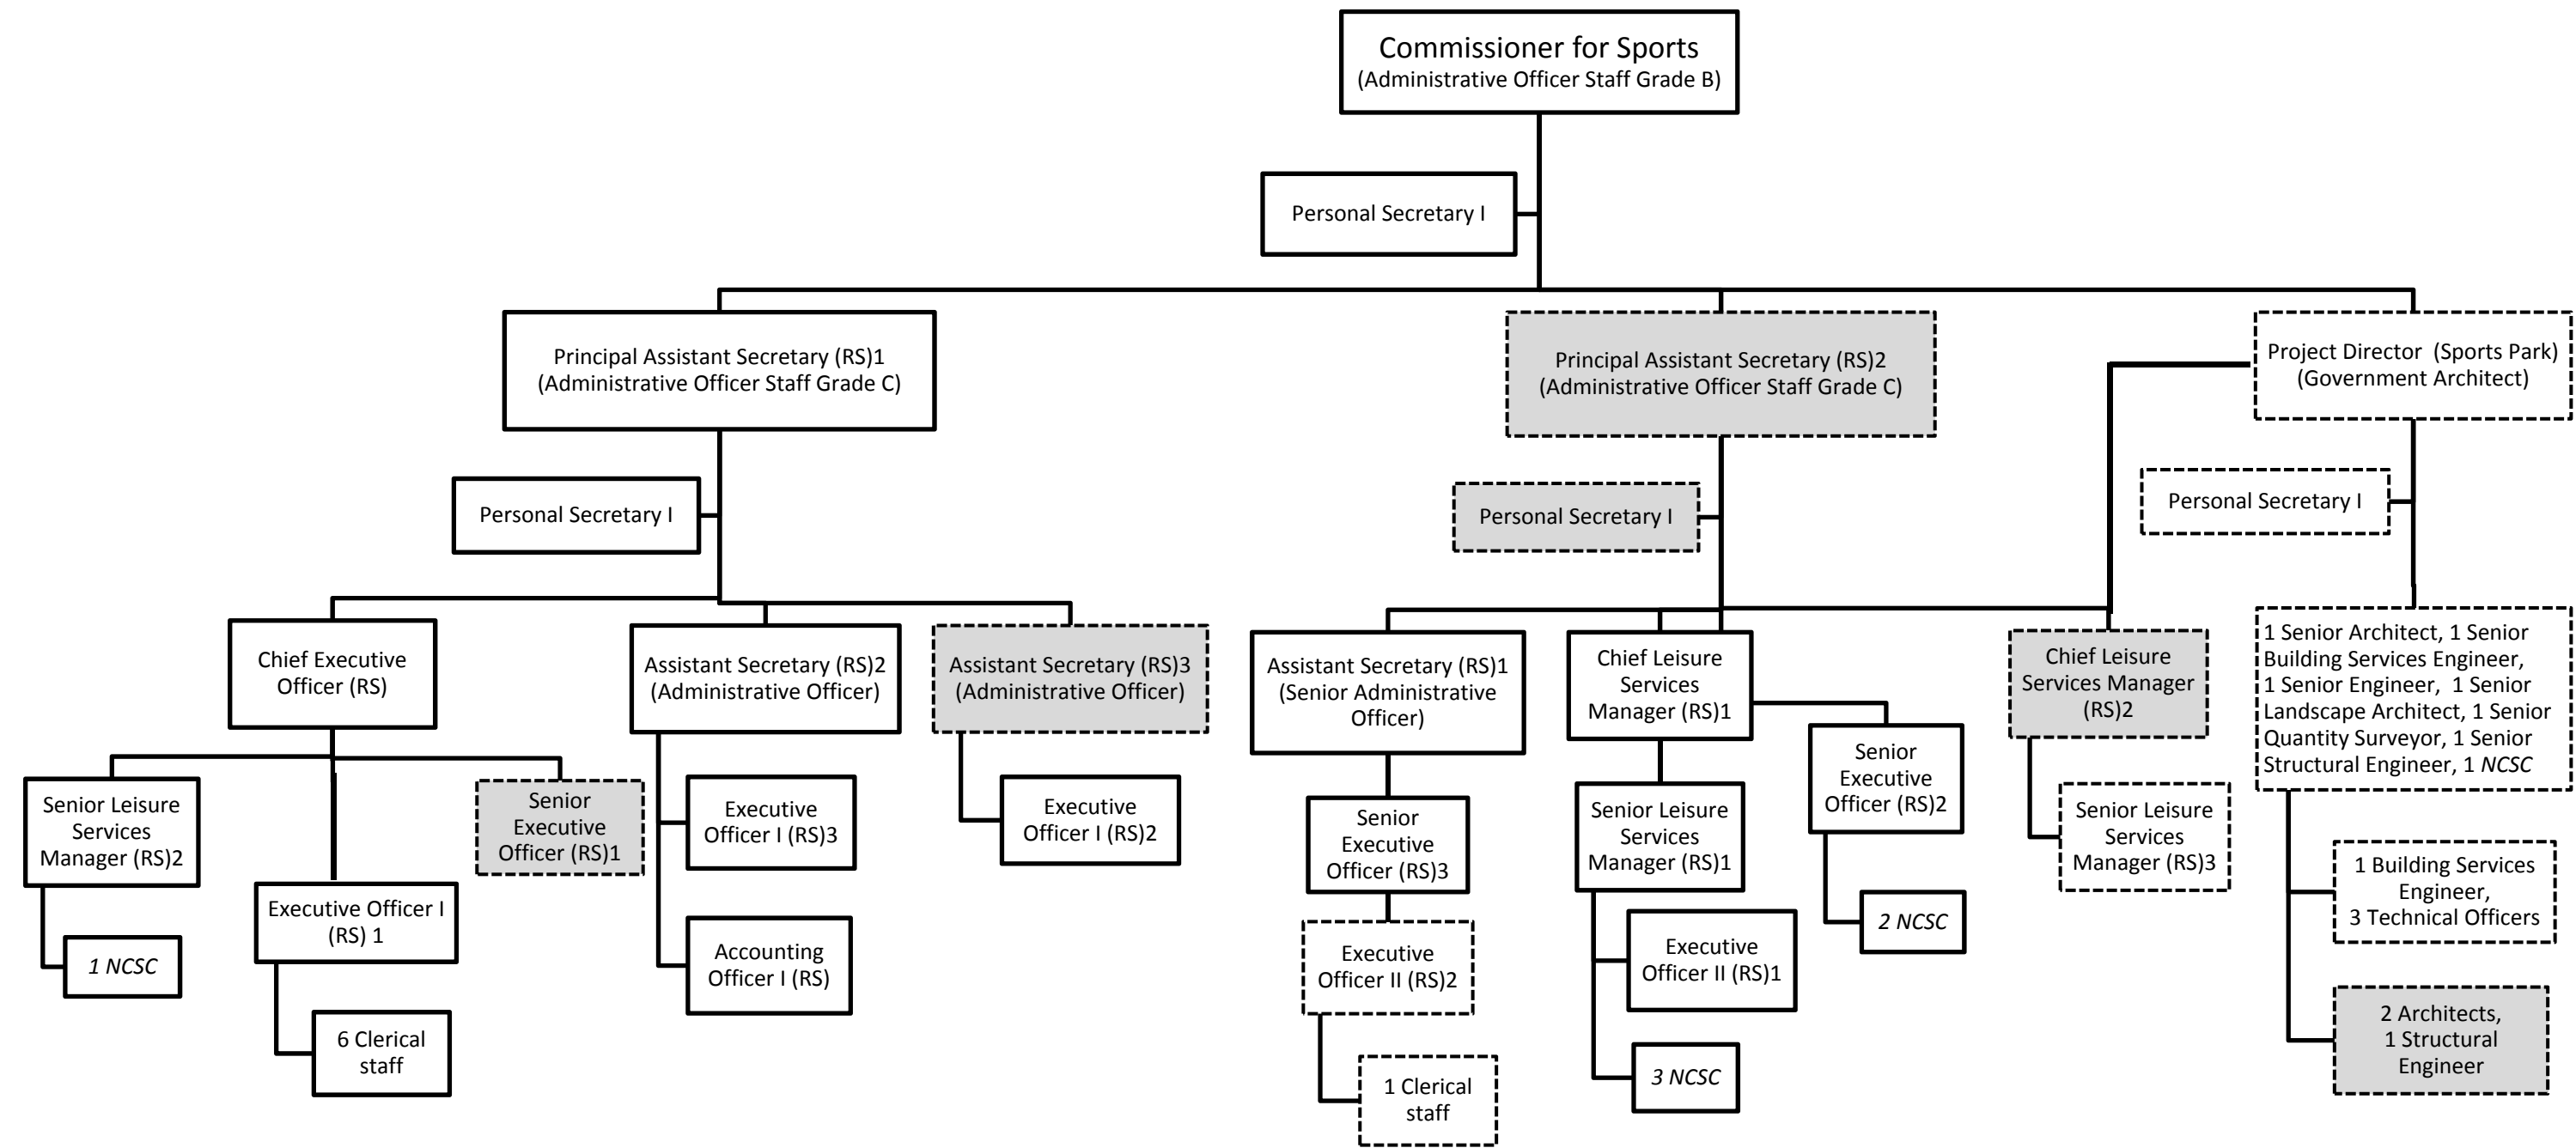 Commissioner for Sports
(Administrative Officer Staff Grade B)
Personal Secretary I
Principal Assistant Secretary (RS)1
(Administrative Officer Staff Grade C)
Principal Assistant Secretary (RS)2
(Administrative Officer Staff Grade C)
Project Director (Sports Park)
(Government Architect)
Personal Secretary I
Personal Secretary I
Personal Secretary I
Chief Executive
Officer (RS)
Assistant Secretary (RS)2
(Administrative Officer)
Assistant Secretary (RS)3
(Administrative Officer)
Assistant Secretary (RS)1
(Senior Administrative
Officer)
Chief Leisure
Services
Manager (RS)1
Chief Leisure
Services Manager
(RS)2
1 Senior Architect, 1 Senior
Building Services Engineer,
1 Senior Engineer, 1 Senior
Landscape Architect, 1 Senior
Quantity Surveyor, 1 Senior
Structural Engineer, 1 NCSC
Senior Leisure
Services
Manager (RS)2
Senior
Executive
Officer (RS)1
Executive
Officer I (RS)3
Executive
Officer I (RS)2
Senior
Executive
Officer (RS)3
Senior Leisure
Services
Manager (RS)1
Senior
Executive
Officer (RS)2
Senior Leisure
Services
Manager (RS)3
1 Building Services
Engineer,
3 Technical Officers
Executive Officer I
(RS) 1
1 NCSC
Accounting
Officer I (RS)
Executive
Officer II (RS)2
Executive
Officer II (RS)1
2 NCSC
2 Architects,
1 Structural
Engineer
6 Clerical
staff
1 Clerical
staff
3 NCSC